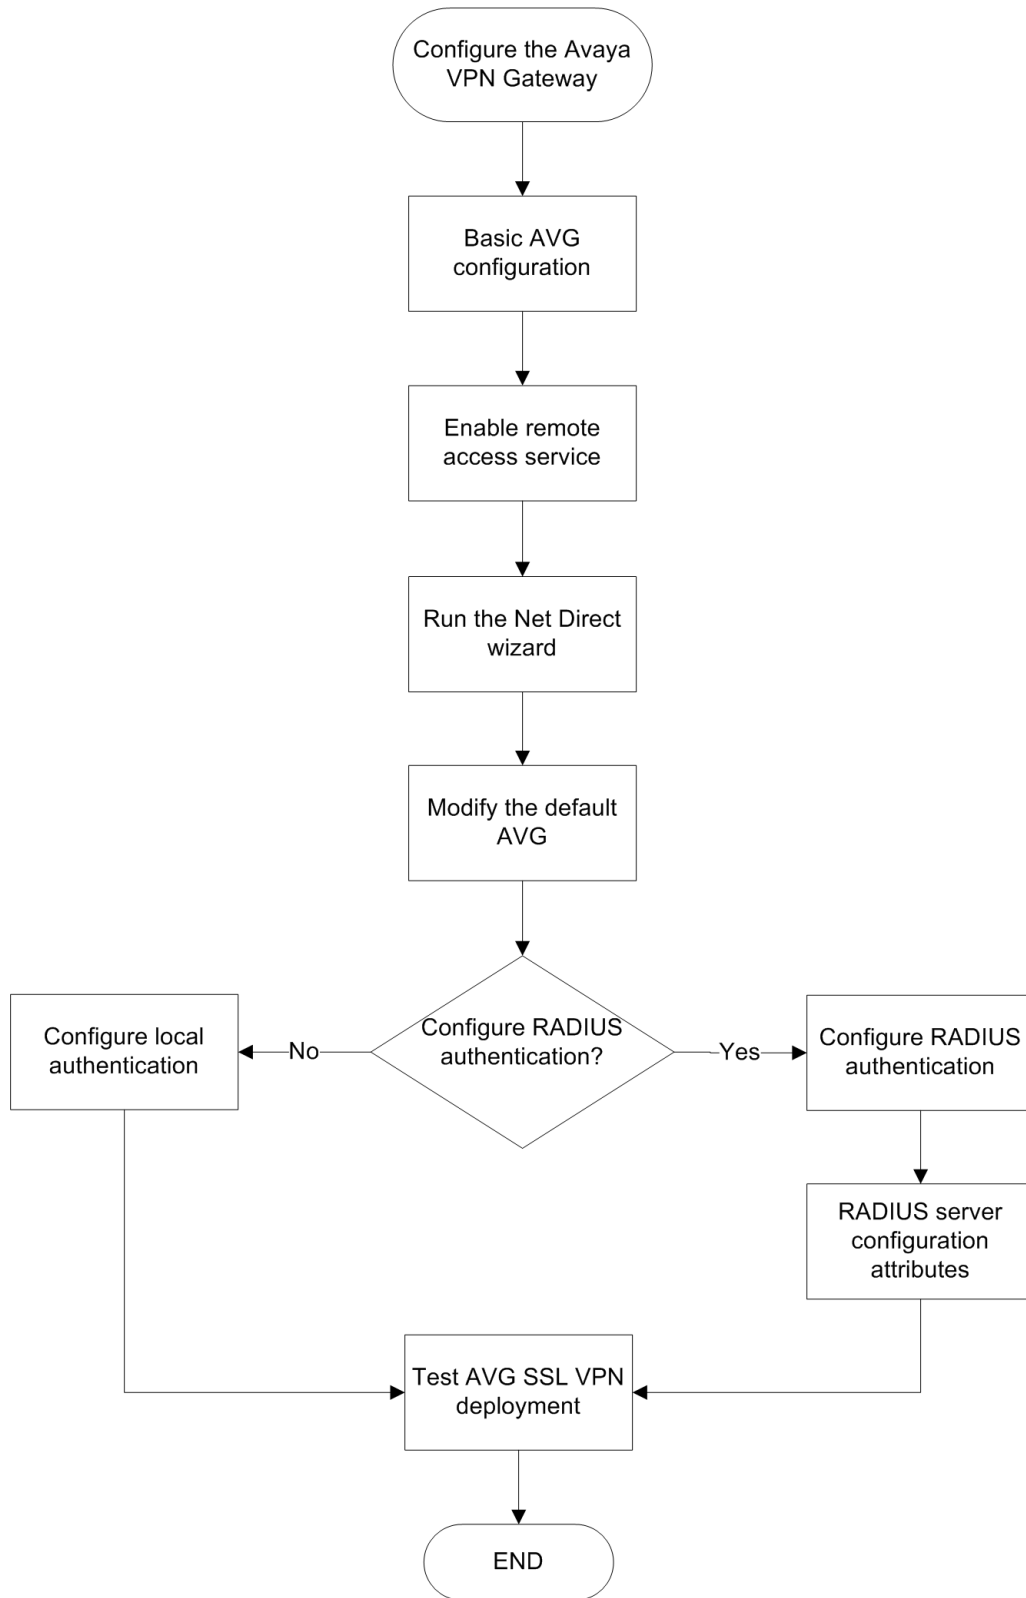 Configure the Avaya
VPN Gateway
Basic AVG
configuration
Enable remote
access service
Run the Net Direct
wizard
Modify the default
AVG
Configure RADIUS
authentication?
No
Yes
Configure local
authentication
Configure RADIUS
authentication
RADIUS server
configuration
attributes
Test AVG SSL VPN
deployment
END